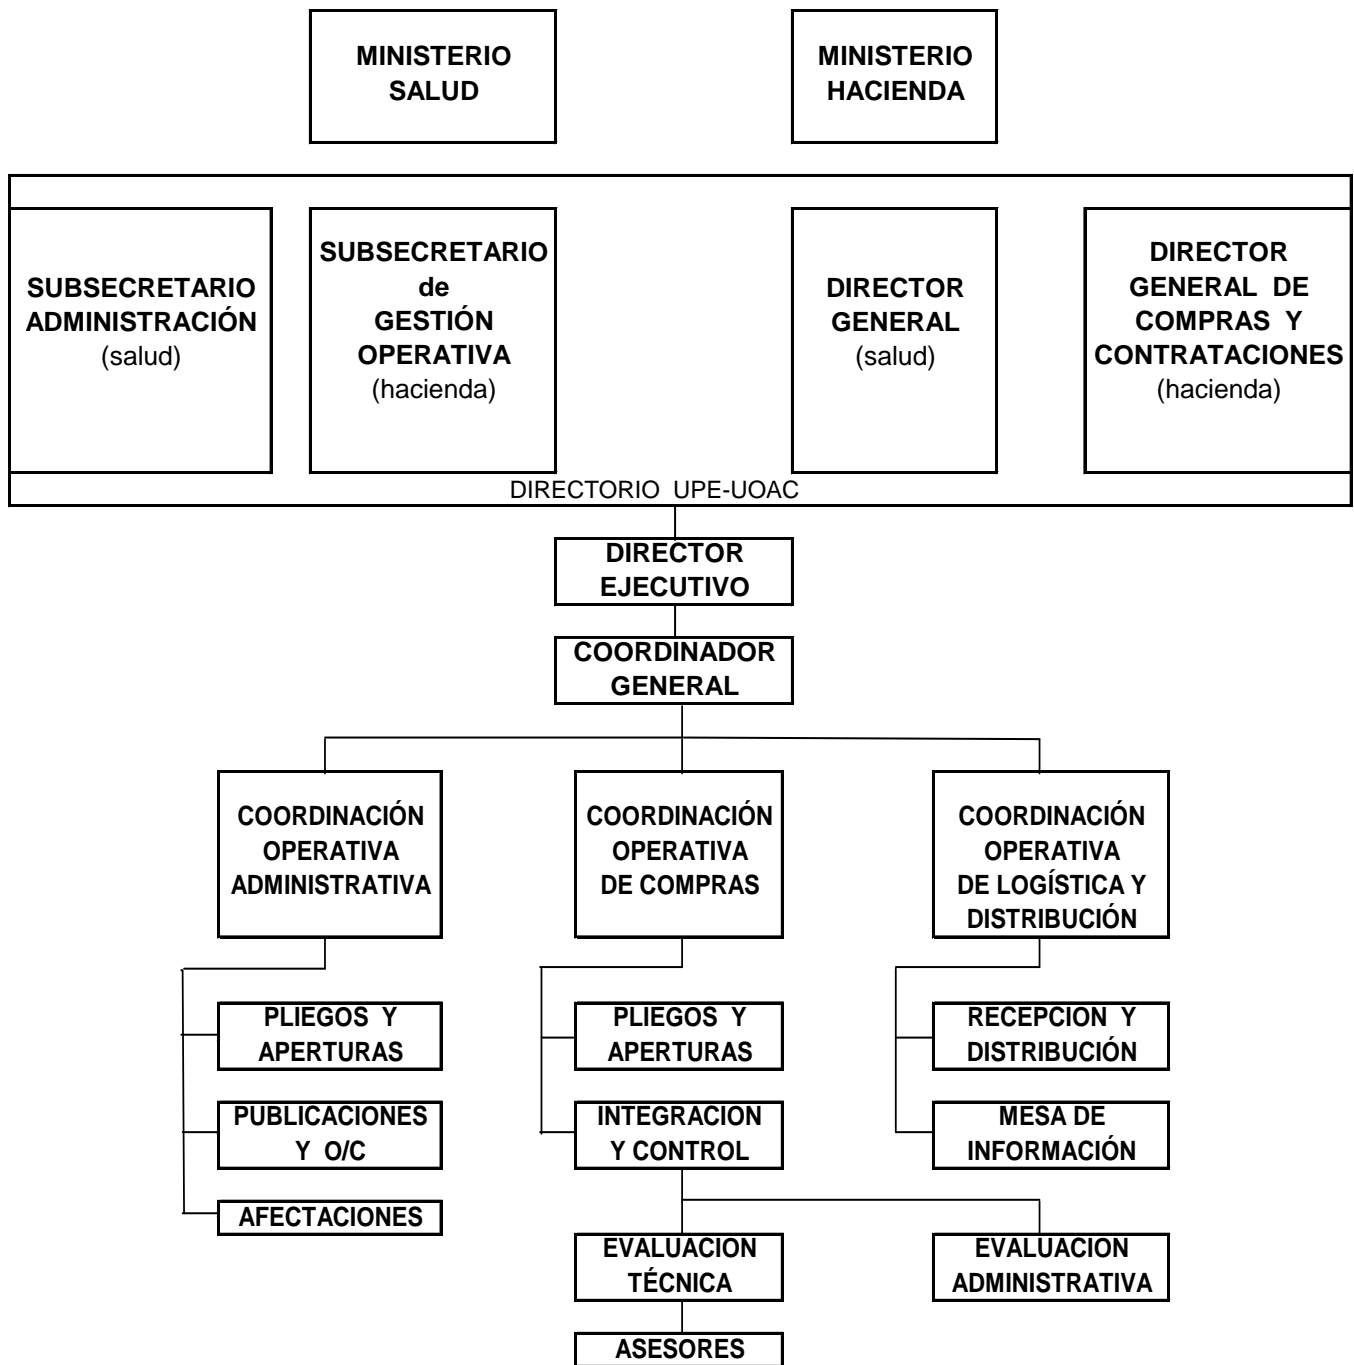 MINISTERIO
SALUD
MINISTERIO
HACIENDA
SUBSECRETARIO
ADMINISTRACIÓN
(salud)
SUBSECRETARIO
de
GESTIÓN
OPERATIVA
(hacienda)
DIRECTOR
GENERAL
(salud)
DIRECTOR
GENERAL DE
COMPRAS Y
CONTRATACIONES
(hacienda)
DIRECTORIO UPE-UOAC
DIRECTOR
EJECUTIVO
COORDINADOR
GENERAL
COORDINACIÓN
OPERATIVA
ADMINISTRATIVA
COORDINACIÓN
OPERATIVA
DE COMPRAS
COORDINACIÓN
OPERATIVA
DE LOGÍSTICA Y
DISTRIBUCIÓN
PLIEGOS Y
APERTURAS
PLIEGOS Y
APERTURAS
RECEPCION Y
DISTRIBUCIÓN
PUBLICACIONES
Y O/C
INTEGRACION
Y CONTROL
MESA DE
INFORMACIÓN
AFECTACIONES
EVALUACION
TÉCNICA
EVALUACION
ADMINISTRATIVA
ASESORES